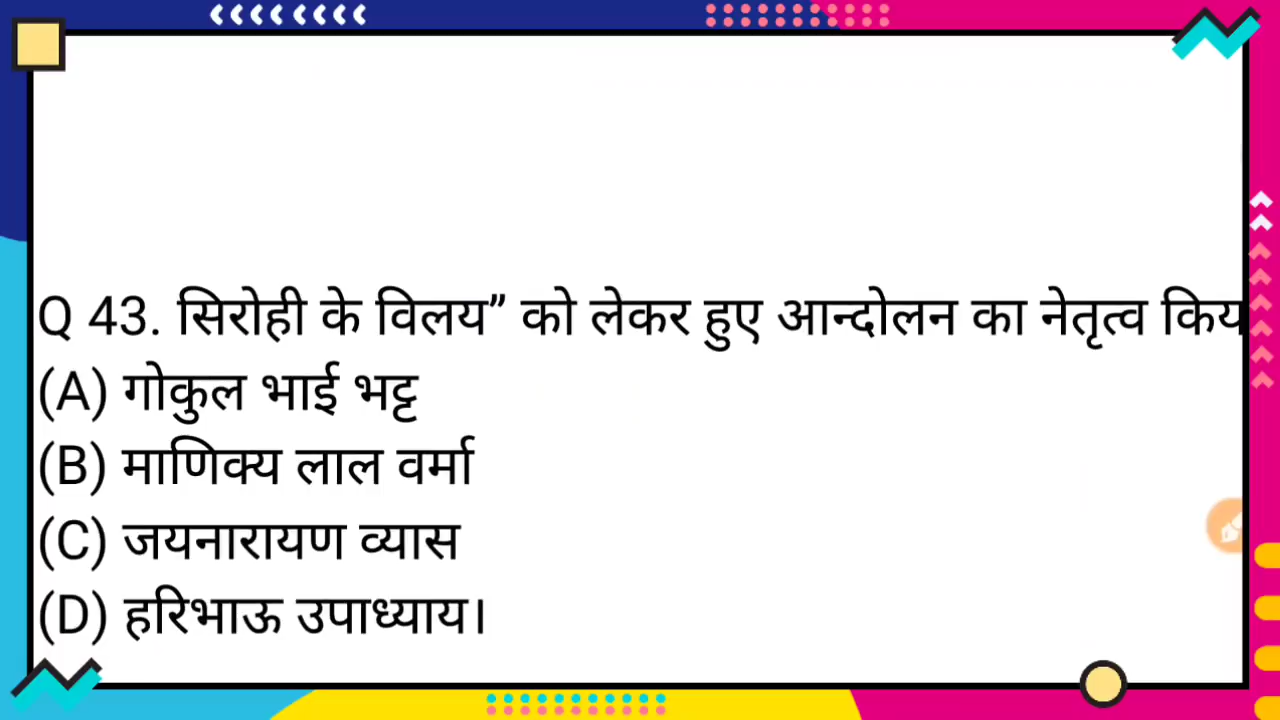 Q 43. सिरोही के विलय” को लेकर हुए आन्दोलन का नेतृत्व किय
(A) गोकुल भाई भट्ट
(B) माणिक्य लाल वर्मा
(C) जयनारायण व्यास
(D) हरिभाऊ उपाध्याय।